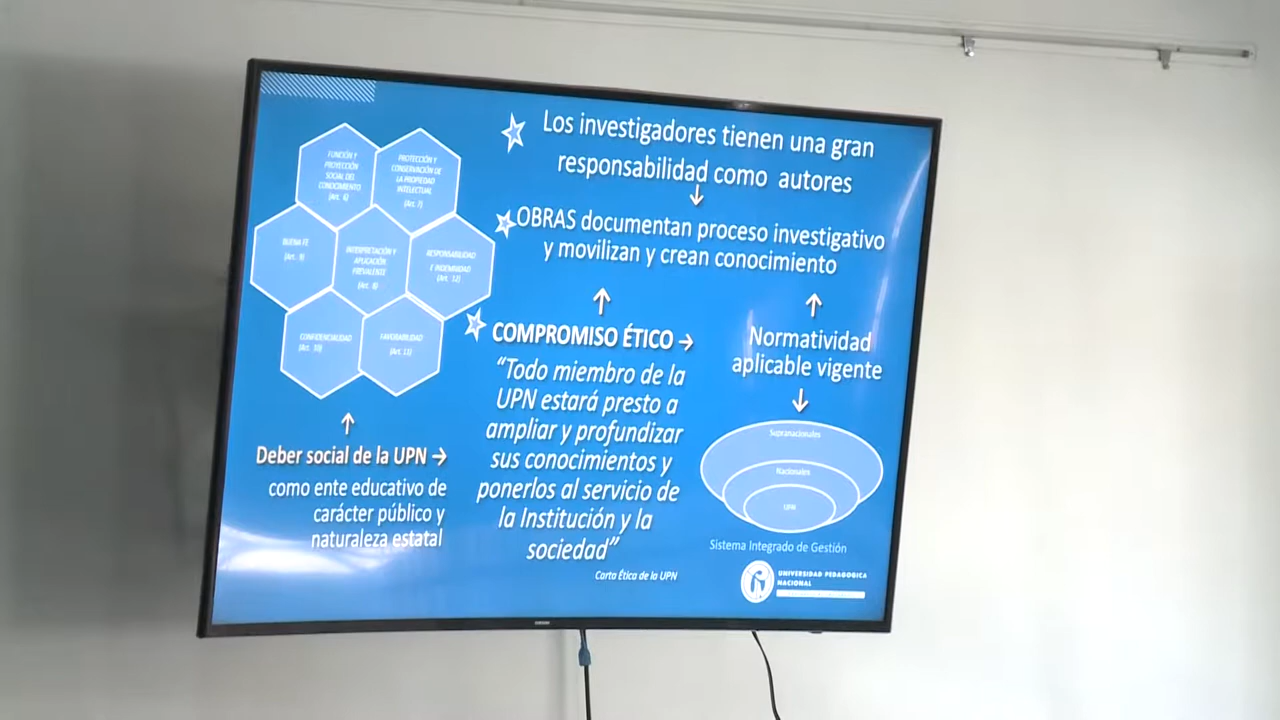 FUNCIÓN Y
PROYECCIÓN
SOCIAL DEL
CONOCIMIENTO
(Art. 6)
PROTECCIÓN Y
CONSERVACIÓN DE
LA PROPIEDAD
INTELECTUAL
(Art. 7)
BUENA FE
(Art. 9)
INTERPRETACIÓN Y
APLICACIÓN
PREVALENTE
(Art. 8)
RESPONSABILIDAD
E INDEMNIDAD
(Art. 12)
CONFIDENCIALIDAD
(Art. 10)
FAVORABILIDAD
(Art. 11)
↑
Deber social de la UPN →
como ente educativo de
carácter público y
naturaleza estatal
Los investigadores tienen una gran
responsabilidad como autores
↓
OBRAS documentan proceso investigativo
y movilizan y crean conocimiento
↑
COMPROMISO ÉTICO →
“Todo miembro de la
UPN estará presto a
ampliar y profundizar
sus conocimientos y
ponerlos al servicio de
la Institución y la
sociedad”
Carta Ética de la UPN
↑
Normatividad
aplicable vigente
↓
Supranacionales
Nacionales
UPN
Sistema Integrado de Gestión
UNIVERSIDAD PEDAGOGICA
NACIONAL